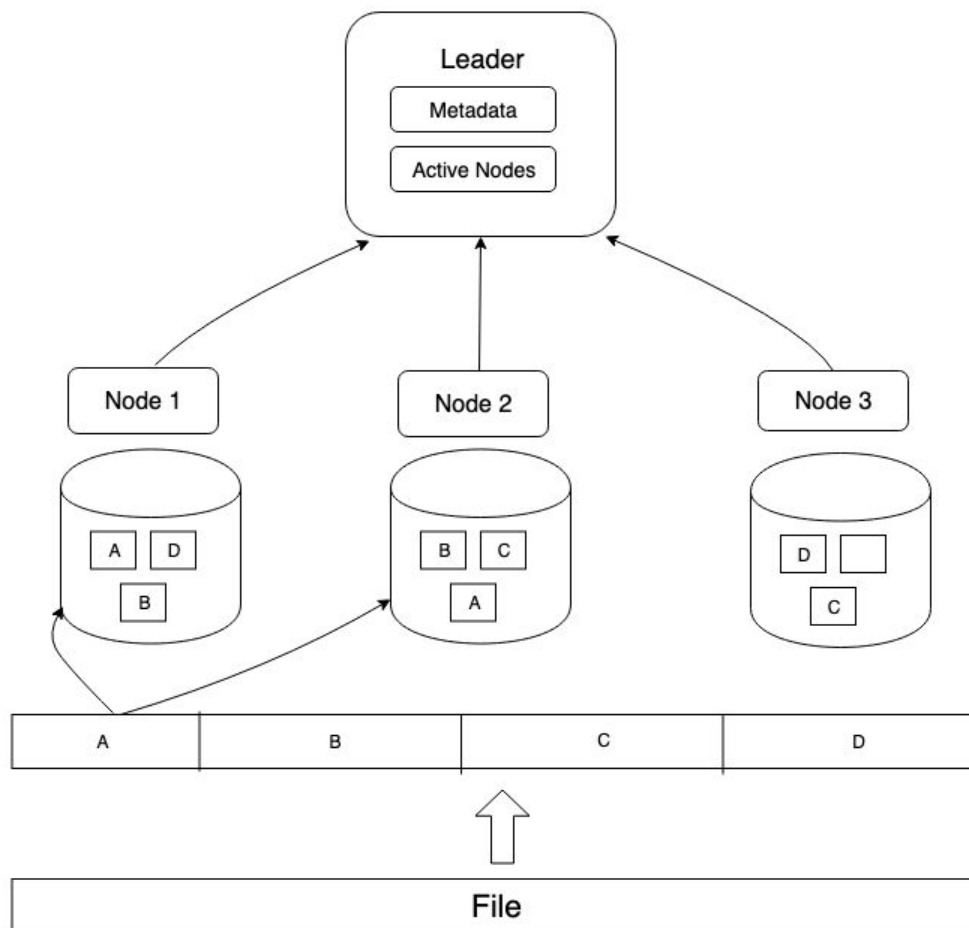 Leader
Metadata
Active Nodes
Node 1
Node 2
Node 3
A D
B
B C
A
D
C
A B C D
File